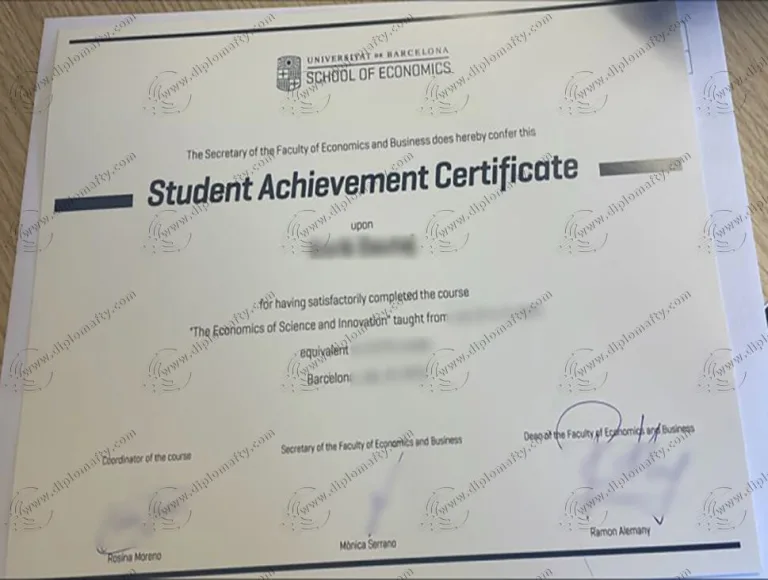 UNIVERSITAT DE BARCELONA
SCHOOL OF ECONOMICS
The Secretary of the Faculty of Economics and Business does hereby confer this
Student Achievement Certificate
upon
for having satisfactorily completed the course
"The Economics of Science and Innovation" taught from
equivalent
Barcelon
Coordinator of the course
Secretary of the Faculty of Economics and Business
Dean of the Faculty of Economics and Business
Rosina Moreno
Mònica Serrano
Ramon Alemany
www.diplomafty.com